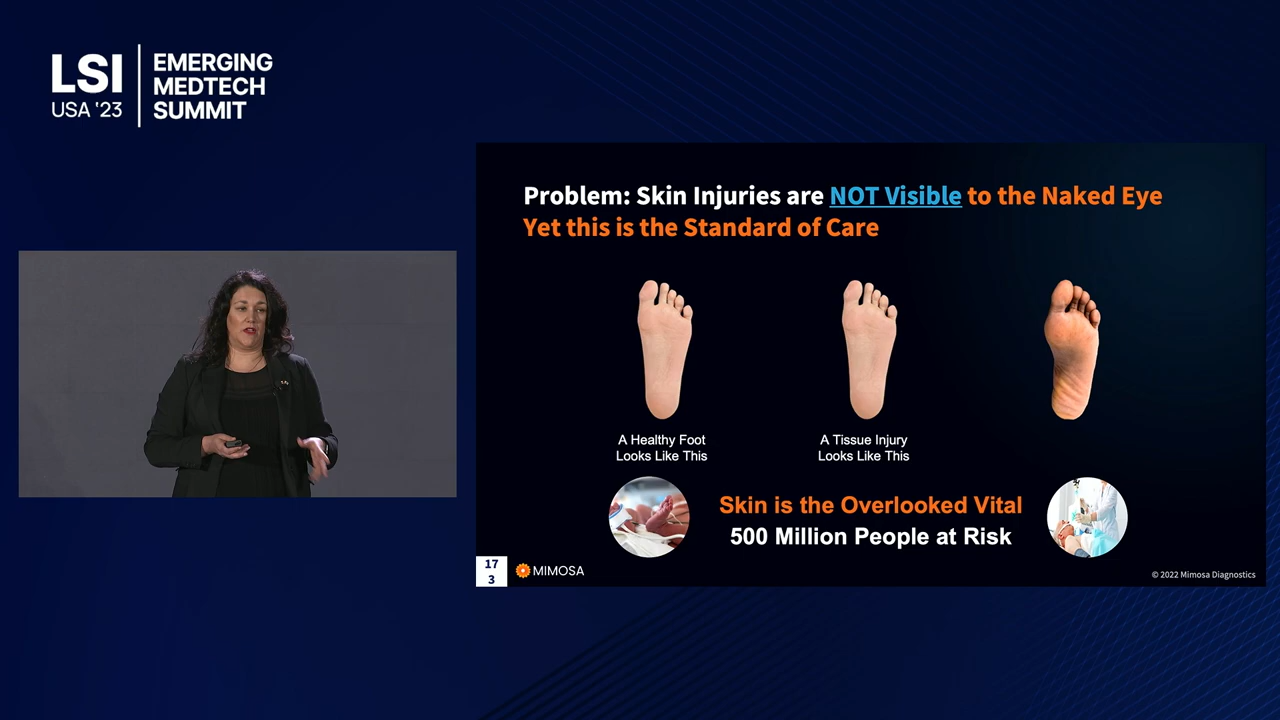 LSI
USA ‘23
EMERGING
MEDTECH
SUMMIT
Problem: Skin Injuries are NOT Visible to the Naked Eye
Yet this is the Standard of Care
A Healthy Foot
Looks Like This
A Tissue Injury
Looks Like This
Skin is the Overlooked Vital
500 Million People at Risk
17
3
MIMOSA
© 2022 Mimosa Diagnostics